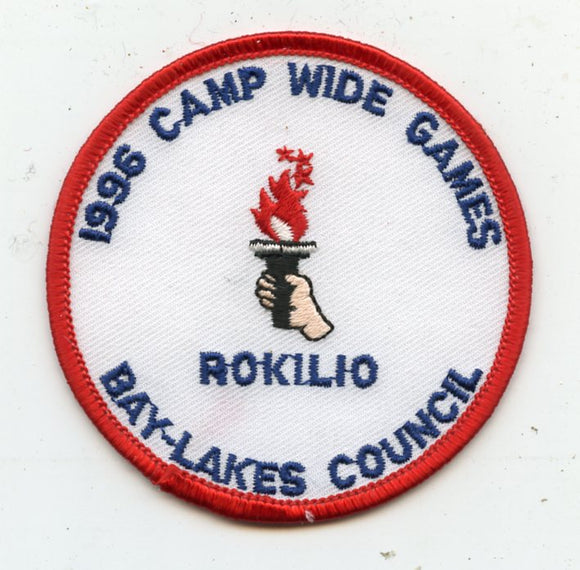 1996 CAMP WIDE GAMES
ROKILIO
BAY-LAKES COUNCIL